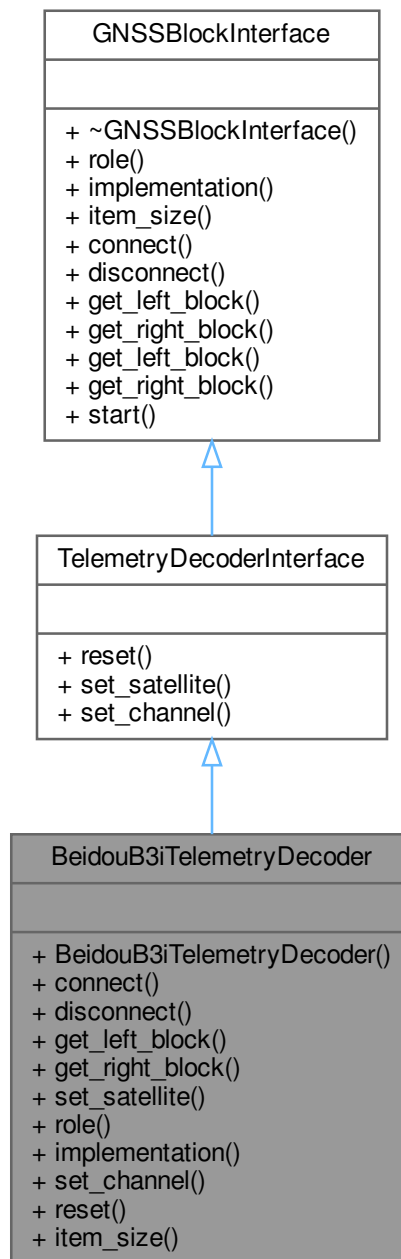 GNSSBlockInterface
+ ~GNSSBlockInterface()
+ role()
+ implementation()
+ item_size()
+ connect()
+ disconnect()
+ get_left_block()
+ get_right_block()
+ get_left_block()
+ get_right_block()
+ start()
TelemetryDecoderInterface
+ reset()
+ set_satellite()
+ set_channel()
BeidouB3iTelemetryDecoder
+ BeidouB3iTelemetryDecoder()
+ connect()
+ disconnect()
+ get_left_block()
+ get_right_block()
+ set_satellite()
+ role()
+ implementation()
+ set_channel()
+ reset()
+ item_size()